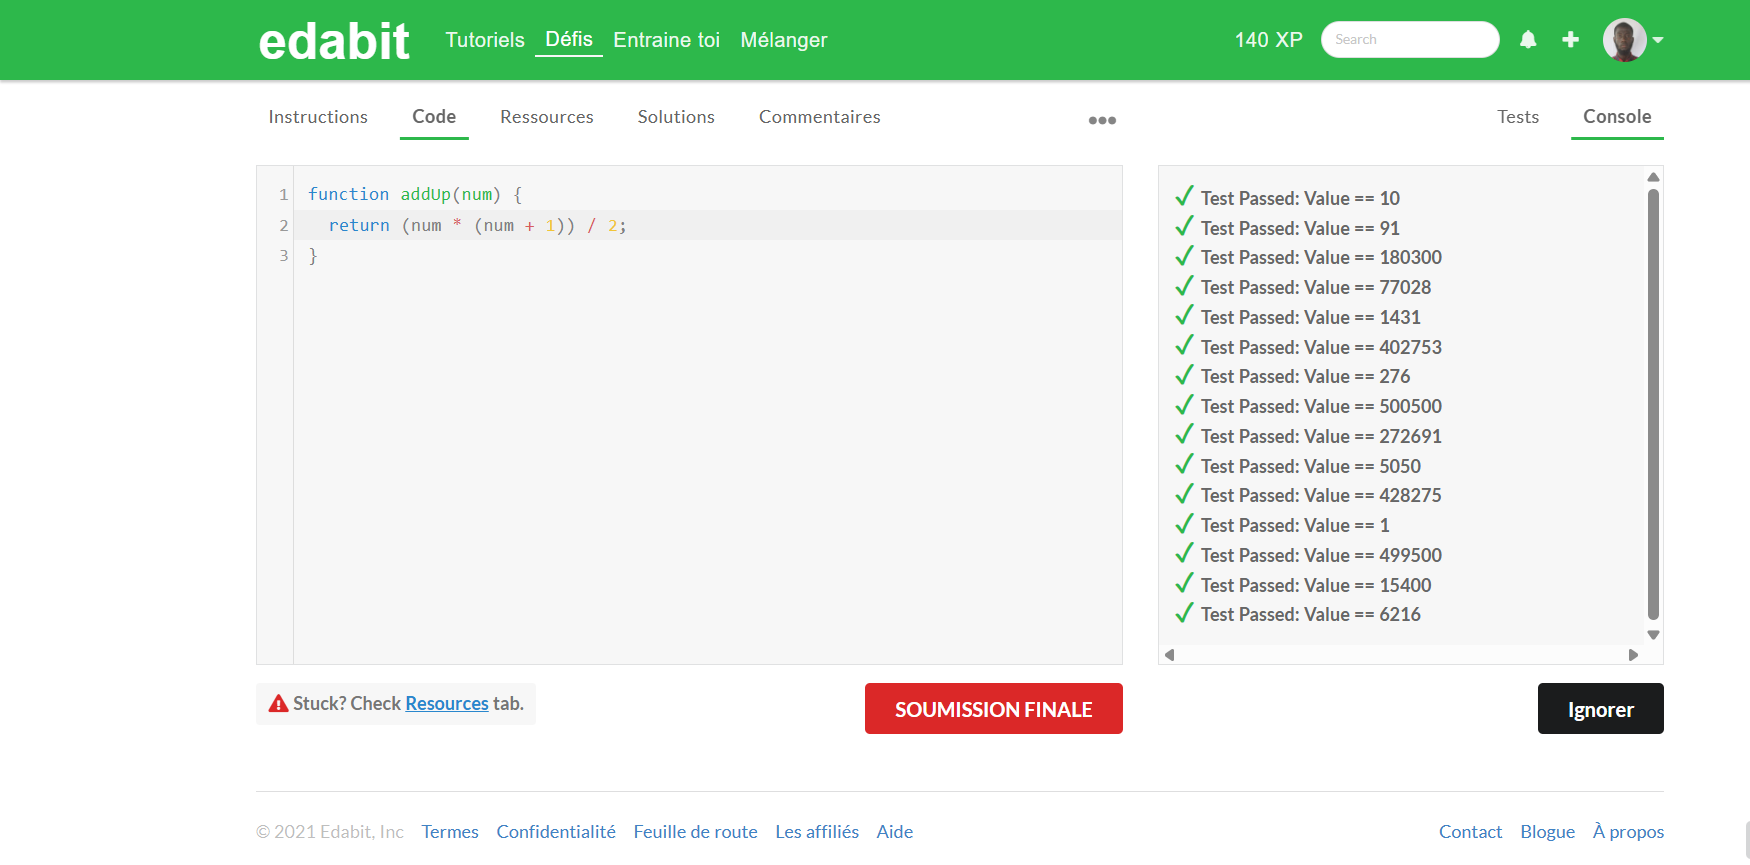 edabit Tutoriels Défis Entraine toi Mélanger 140 XP Search
Instructions Code Ressources Solutions Commentaires Tests Console
1 function addUp(num) {
2 return (num * (num + 1)) / 2;
3 }
Test Passed: Value == 10
Test Passed: Value == 91
Test Passed: Value == 180300
Test Passed: Value == 77028
Test Passed: Value == 1431
Test Passed: Value == 402753
Test Passed: Value == 276
Test Passed: Value == 500500
Test Passed: Value == 272691
Test Passed: Value == 5050
Test Passed: Value == 428275
Test Passed: Value == 1
Test Passed: Value == 499500
Test Passed: Value == 15400
Test Passed: Value == 6216
Stuck? Check Resources tab.
SOUMISSION FINALE
Ignorer
© 2021 Edabit, Inc Termes Confidentialité Feuille de route Les affiliés Aide Contact Blogue À propos